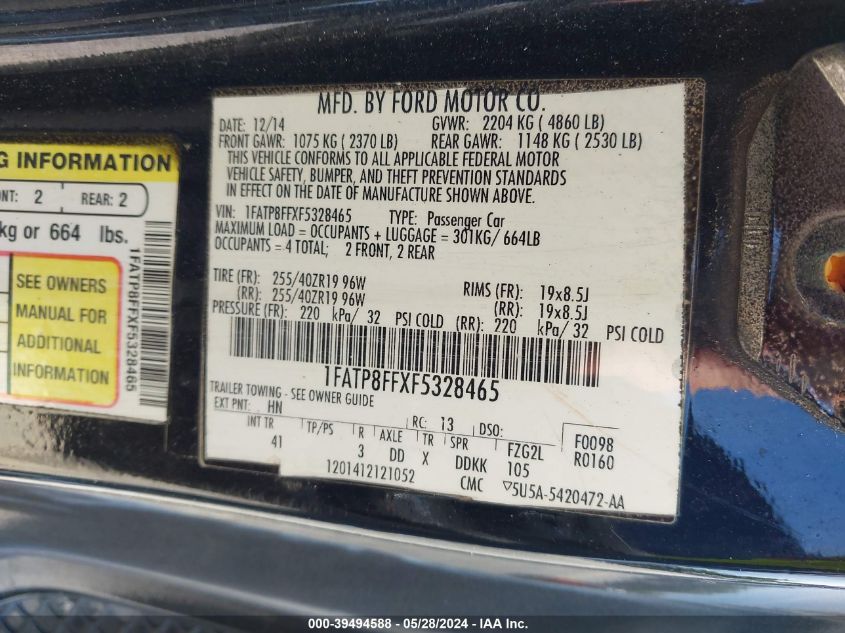 MFD. BY FORD MOTOR CO.
DATE: 12/14 GVWR: 2204 KG ( 4860 LB)
FRONT GAWR: 1075 KG ( 2370 LB) REAR GAWR: 1148 KG ( 2530 LB)
THIS VEHICLE CONFORMS TO ALL APPLICABLE FEDERAL MOTOR
VEHICLE SAFETY, BUMPER, AND THEFT PREVENTION STANDARDS
IN EFFECT ON THE DATE OF MANUFACTURE SHOWN ABOVE.
VIN: 1FATP8FFXF5328465 TYPE: Passenger Car
MAXIMUM LOAD = OCCUPANTS + LUGGAGE = 301KG/ 664LB
OCCUPANTS = 4 TOTAL; 2 FRONT, 2 REAR
TIRE (FR): 255/40ZR19 96W RIMS (FR): 19x8.5J
(RR): 255/40ZR19 96W (RR): 19x8.5J
PRESSURE (FR): 220 kPa/ 32 PSI COLD (RR): 220 kPa/ 32 PSI COLD
1FATP8FFXF5328465
TRAILER TOWING - SEE OWNER GUIDE
EXT PNT: HN RC: 13 DSO:
INT TR TP/PS R AXLE TR SPR FZG2L F0098
41 3 DD X DDKK 105 R0160
1201412121052 CMC ▽5U5A-5420472-AA
G INFORMATION
NT: 2 REAR: 2
kg or 664 lbs.
SEE OWNERS
MANUAL FOR
ADDITIONAL
INFORMATION
1FATP8FFXF5328465
000-39494588 - 05/28/2024 - IAA Inc.